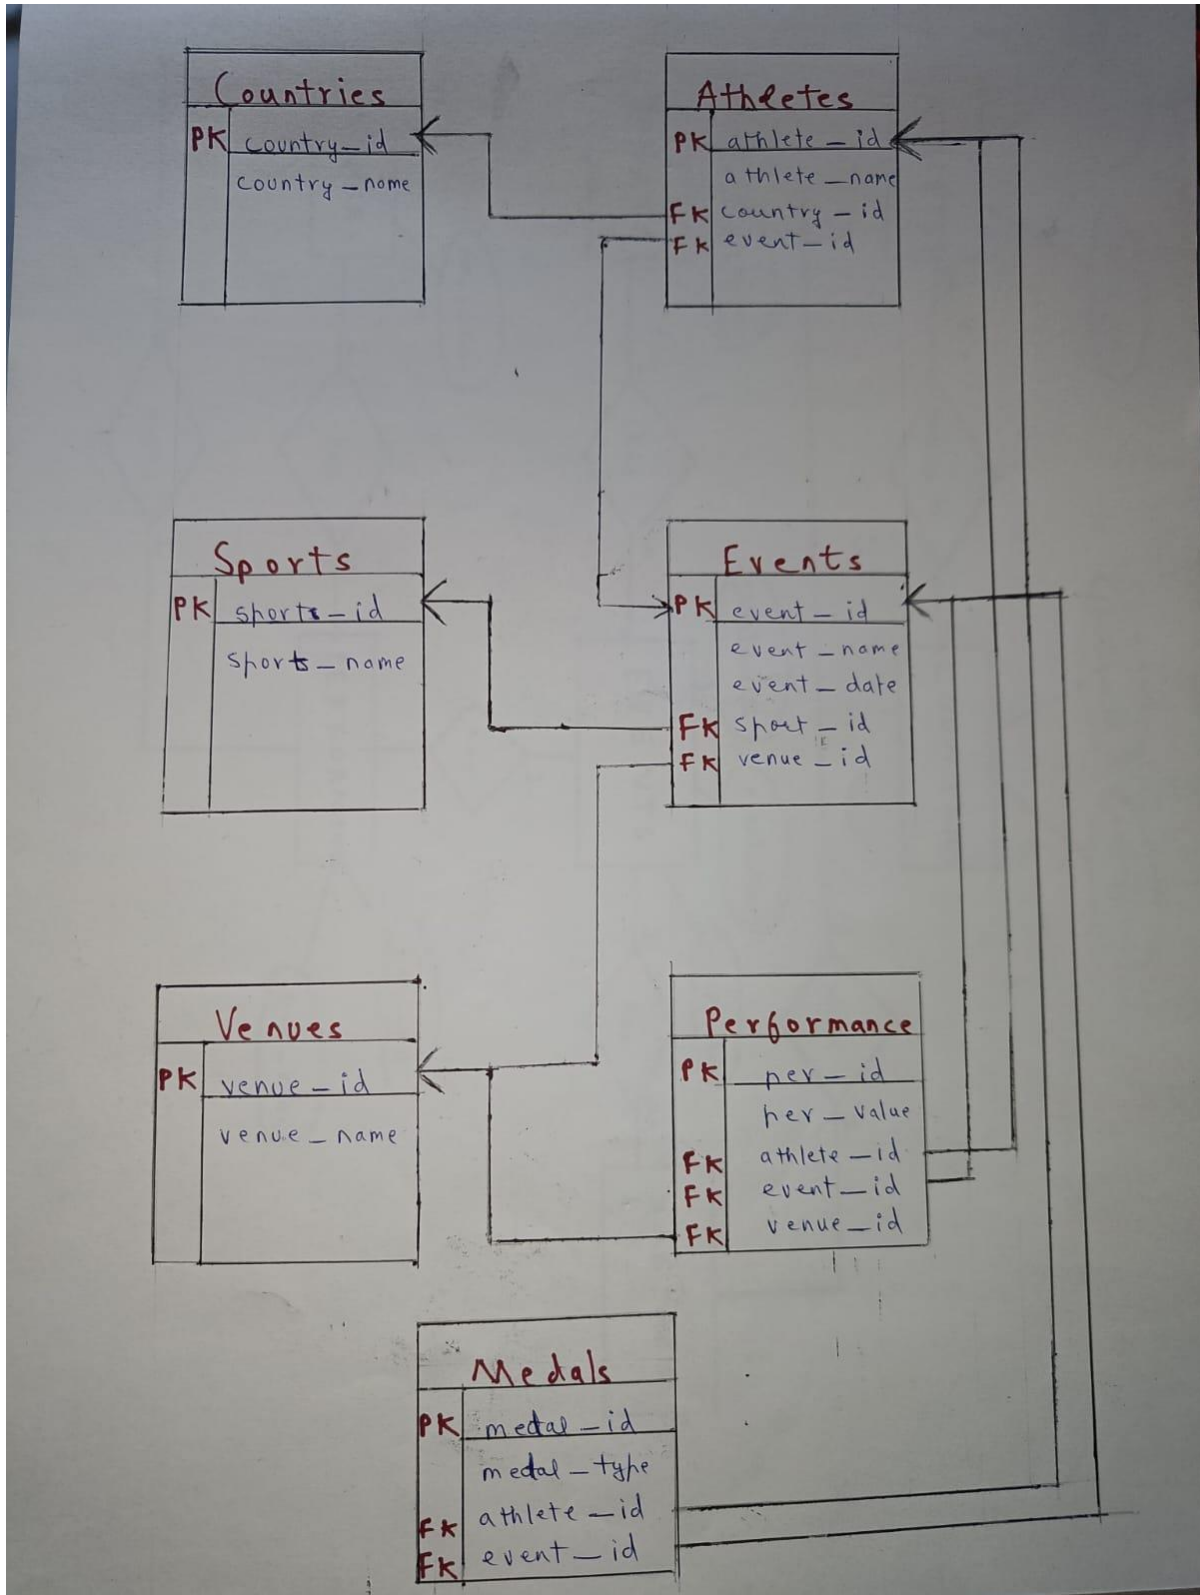 Countries
PK country_id
country_name
Athletes
PK athlete_id
athlete_name
FK country_id
FK event_id
Sports
PK sports_id
sports_name
Events
PK event_id
event_name
event_date
FK sport_id
FK venue_id
Venues
PK venue_id
venue_name
Performance
PK per_id
per_value
FK athlete_id
FK event_id
FK venue_id
Medals
PK medal_id
medal_type
FK athlete_id
FK event_id